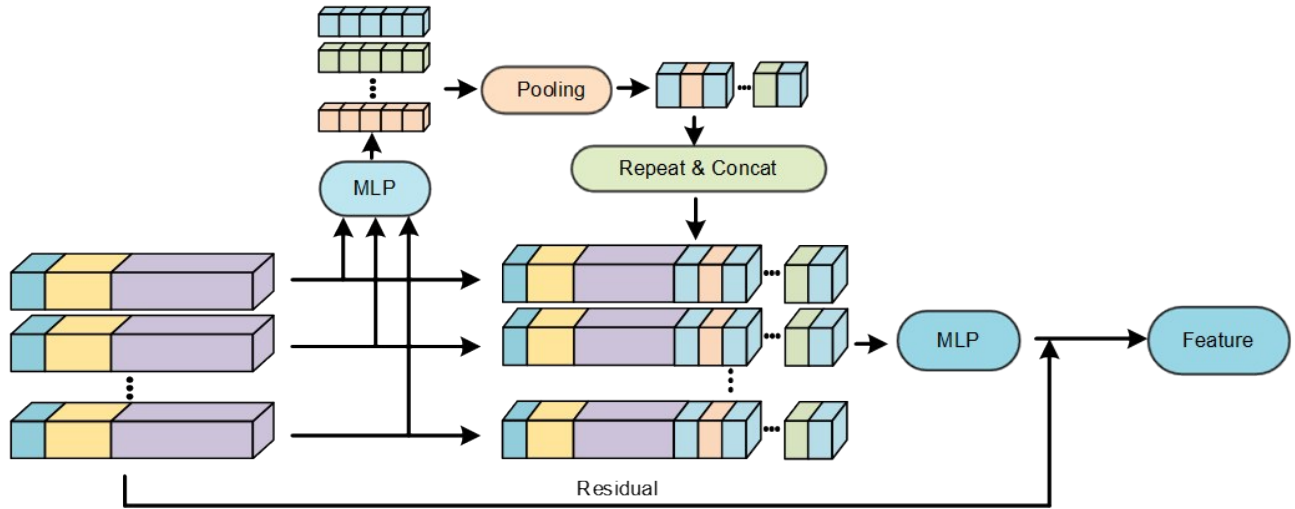 Pooling
Repeat & Concat
MLP
MLP
Feature
Residual